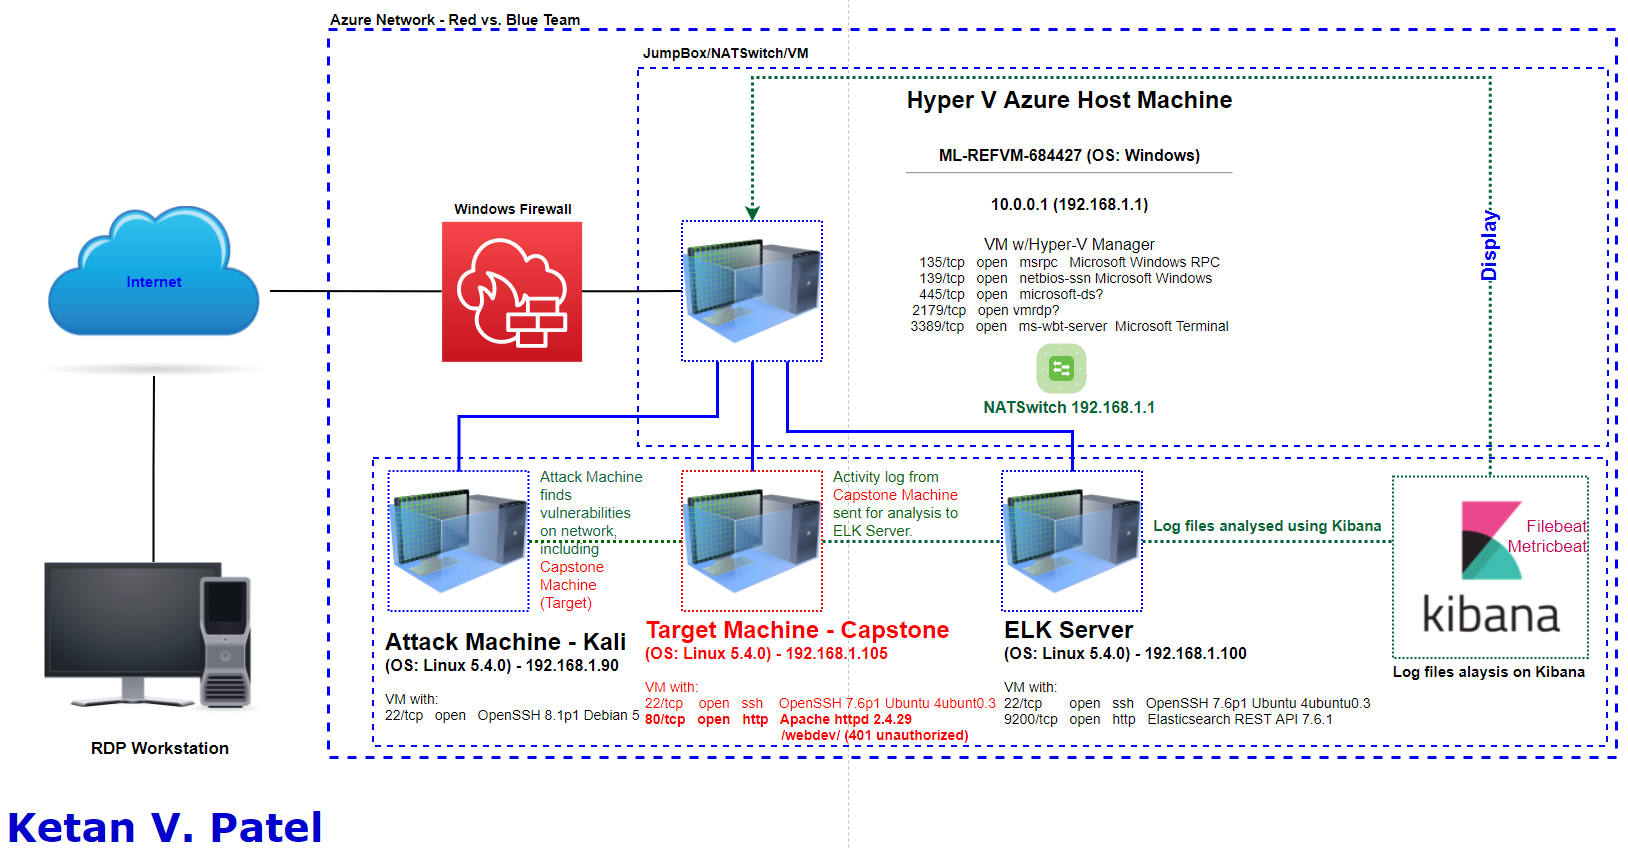 Azure Network - Red vs. Blue Team
JumpBox/NATSwitch/VM
Hyper V Azure Host Machine
ML-REFVM-684427 (OS: Windows)
10.0.0.1 (192.168.1.1)
VM w/Hyper-V Manager
135/tcp open msrpc Microsoft Windows RPC
139/tcp open netbios-ssn Microsoft Windows
445/tcp open microsoft-ds?
2179/tcp open vmrdp?
3389/tcp open ms-wbt-server Microsoft Terminal
NATSwitch 192.168.1.1
Display
Windows Firewall
Internet
RDP Workstation
Attack Machine
finds
vulnerabilities
on network,
including
Capstone
Machine
(Target)
Attack Machine - Kali
(OS: Linux 5.4.0) - 192.168.1.90
VM with:
22/tcp open OpenSSH 8.1p1 Debian 5
Activity log from
Capstone Machine
sent for analysis to
ELK Server.
Target Machine - Capstone
(OS: Linux 5.4.0) - 192.168.1.105
VM with:
22/tcp open ssh OpenSSH 7.6p1 Ubuntu 4ubunt0.3
80/tcp open http Apache httpd 2.4.29
/webdev/ (401 unauthorized)
ELK Server
(OS: Linux 5.4.0) - 192.168.1.100
VM with:
22/tcp open ssh OpenSSH 7.6p1 Ubuntu 4ubuntu0.3
9200/tcp open http Elasticsearch REST API 7.6.1
Log files analysed using Kibana
Filebeat
Metricbeat
kibana
Log files alaysis on Kibana
Ketan V. Patel